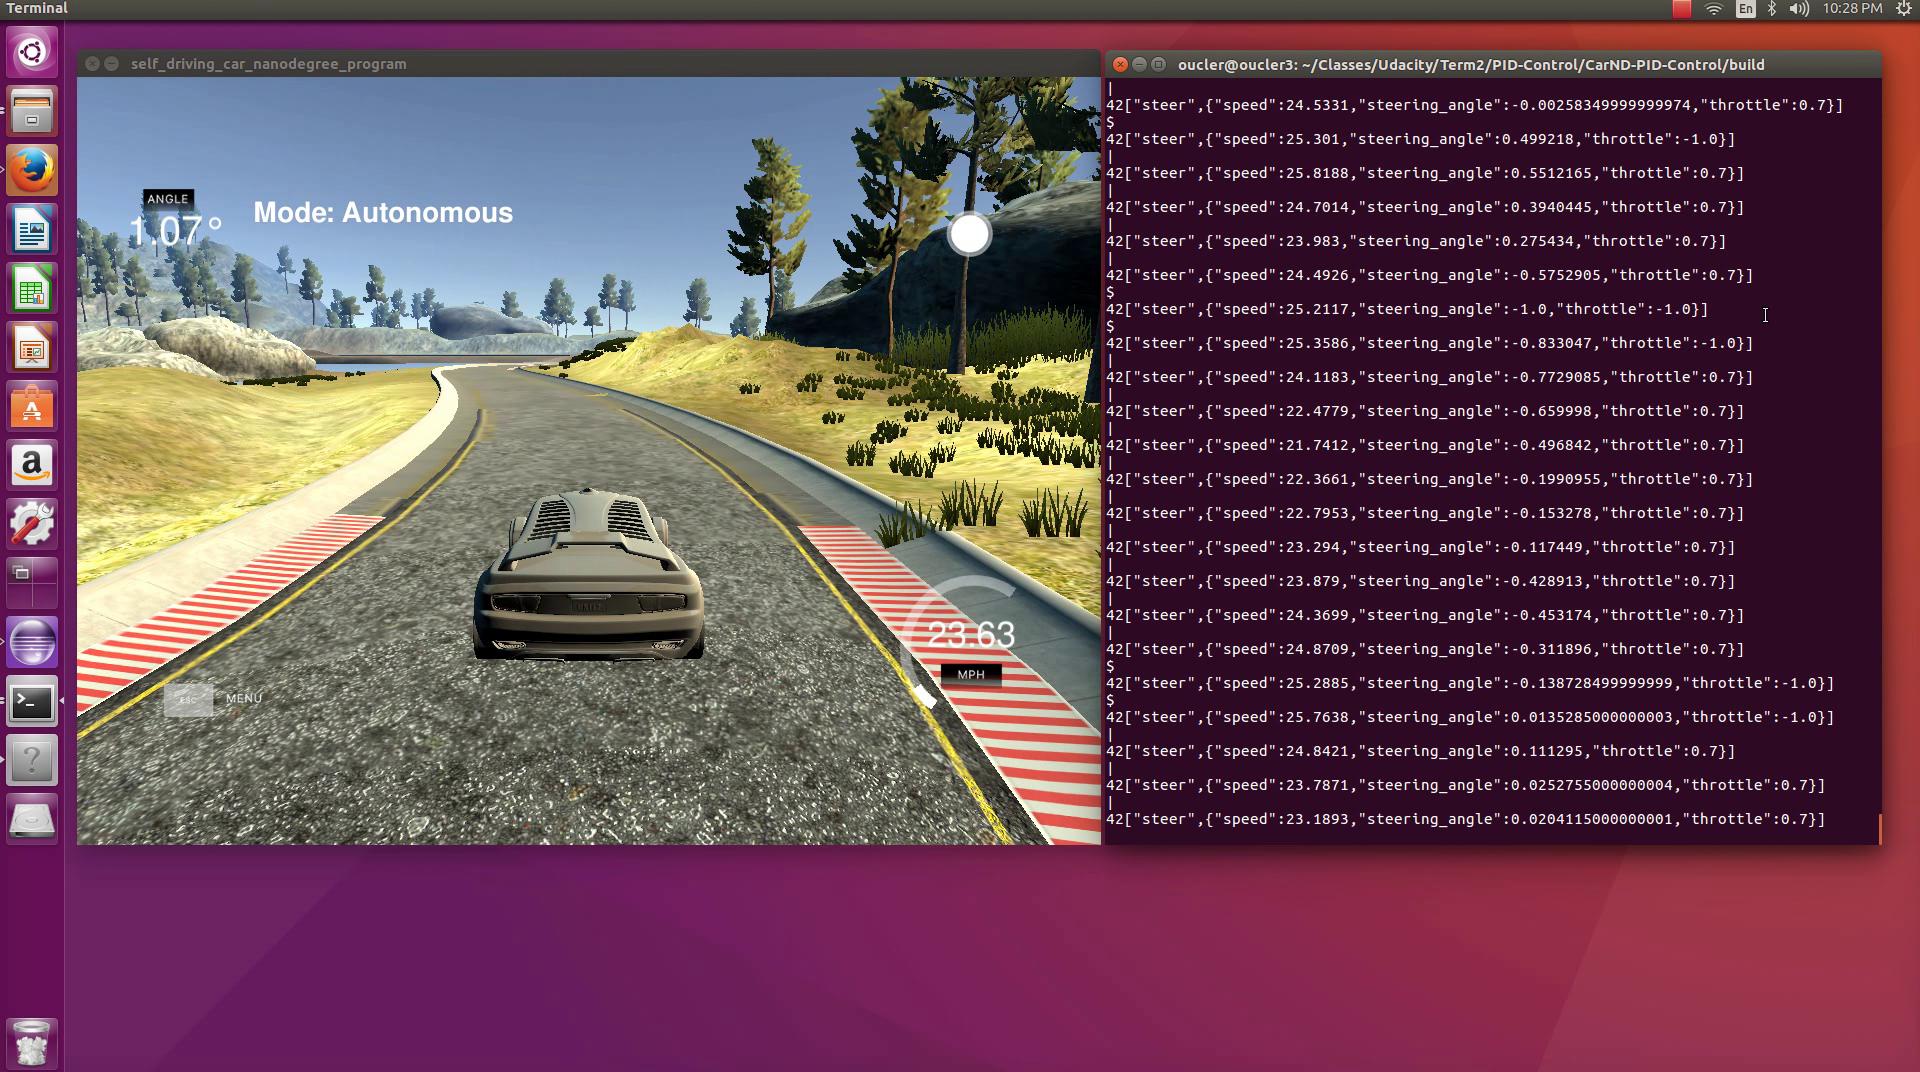 Terminal
En
10:28 PM
self_driving_car_nanodegree_program
ANGLE
1.07°
Mode: Autonomous
23.63
MPH
ESC
MENU
oucler@oucler3: ~/Classes/Udacity/Term2/PID-Control/CarND-PID-Control/build
|
42["steer",{"speed":24.5331,"steering_angle":-0.00258349999999974,"throttle":0.7}]
$
42["steer",{"speed":25.301,"steering_angle":0.499218,"throttle":-1.0}]
|
42["steer",{"speed":25.8188,"steering_angle":0.5512165,"throttle":0.7}]
|
42["steer",{"speed":24.7014,"steering_angle":0.3940445,"throttle":0.7}]
|
42["steer",{"speed":23.983,"steering_angle":0.275434,"throttle":0.7}]
|
42["steer",{"speed":24.4926,"steering_angle":-0.5752905,"throttle":0.7}]
$
42["steer",{"speed":25.2117,"steering_angle":-1.0,"throttle":-1.0}]
$
42["steer",{"speed":25.3586,"steering_angle":-0.833047,"throttle":-1.0}]
|
42["steer",{"speed":24.1183,"steering_angle":-0.7729085,"throttle":0.7}]
|
42["steer",{"speed":22.4779,"steering_angle":-0.659998,"throttle":0.7}]
|
42["steer",{"speed":21.7412,"steering_angle":-0.496842,"throttle":0.7}]
|
42["steer",{"speed":22.3661,"steering_angle":-0.1990955,"throttle":0.7}]
|
42["steer",{"speed":22.7953,"steering_angle":-0.153278,"throttle":0.7}]
|
42["steer",{"speed":23.294,"steering_angle":-0.117449,"throttle":0.7}]
|
42["steer",{"speed":23.879,"steering_angle":-0.428913,"throttle":0.7}]
|
42["steer",{"speed":24.3699,"steering_angle":-0.453174,"throttle":0.7}]
|
42["steer",{"speed":24.8709,"steering_angle":-0.311896,"throttle":0.7}]
$
42["steer",{"speed":25.2885,"steering_angle":-0.138728499999999,"throttle":-1.0}]
$
42["steer",{"speed":25.7638,"steering_angle":0.0135285000000003,"throttle":-1.0}]
|
42["steer",{"speed":24.8421,"steering_angle":0.111295,"throttle":0.7}]
|
42["steer",{"speed":23.7871,"steering_angle":0.0252755000000004,"throttle":0.7}]
|
42["steer",{"speed":23.1893,"steering_angle":0.0204115000000001,"throttle":0.7}]